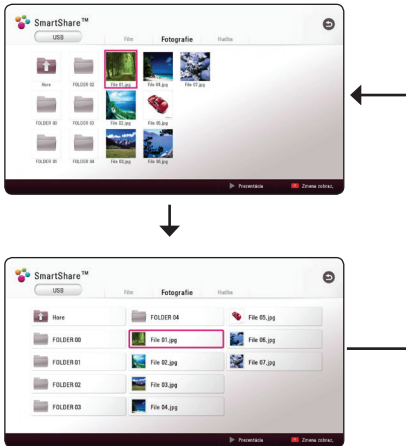 SmartShare™
USB
Film Fotografie Hudba
Hore FOLDER 02 File 01.jpg File 04.jpg File 07.jpg
FOLDER 00 FOLDER 03 File 02.jpg File 05.jpg
FOLDER 01 FOLDER 04 File 03.jpg File 06.jpg
Prezentácia Zmena zobraz.
SmartShare™
USB
Film Fotografie Hudba
Hore FOLDER 04 File 05.jpg
FOLDER 00 File 01.jpg File 06.jpg
FOLDER 01 File 02.jpg File 07.jpg
FOLDER 02 File 03.jpg
FOLDER 03 File 04.jpg
Prezentácia Zmena zobraz.